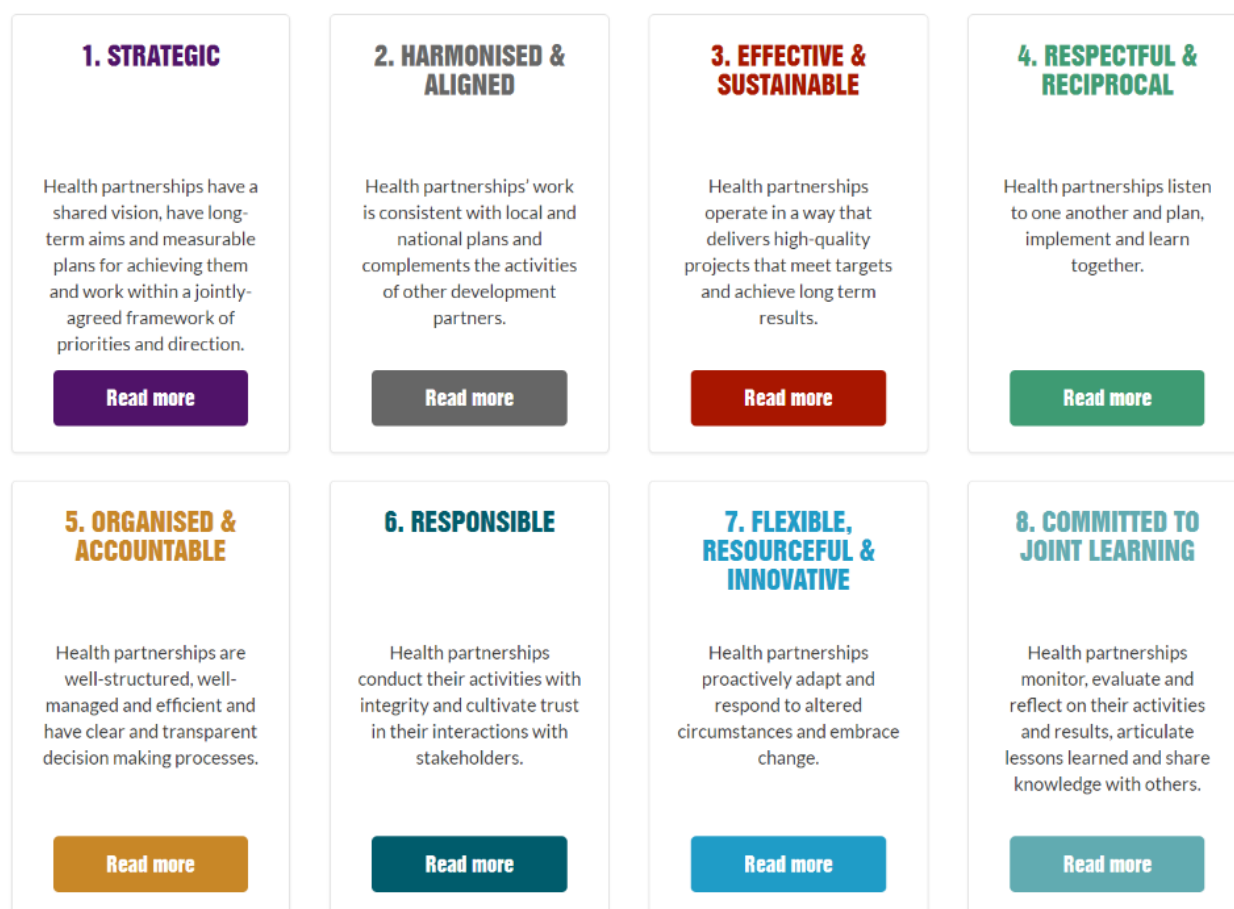 1. STRATEGIC
Health partnerships have a
shared vision, have long-
term aims and measurable
plans for achieving them
and work within a jointly-
agreed framework of
priorities and direction.
Read more
2. HARMONISED &
ALIGNED
Health partnerships' work
is consistent with local and
national plans and
complements the activities
of other development
partners.
Read more
3. EFFECTIVE &
SUSTAINABLE
Health partnerships
operate in a way that
delivers high-quality
projects that meet targets
and achieve long term
results.
Read more
4. RESPECTFUL &
RECIPROCAL
Health partnerships listen
to one another and plan,
implement and learn
together.
Read more
5. ORGANISED &
ACCOUNTABLE
Health partnerships are
well-structured, well-
managed and efficient and
have clear and transparent
decision making processes.
Read more
6. RESPONSIBLE
Health partnerships
conduct their activities with
integrity and cultivate trust
in their interactions with
stakeholders.
Read more
7. FLEXIBLE,
RESOURCEFUL &
INNOVATIVE
Health partnerships
proactively adapt and
respond to altered
circumstances and embrace
change.
Read more
8. COMMITTED TO
JOINT LEARNING
Health partnerships
monitor, evaluate and
reflect on their activities
and results, articulate
lessons learned and share
knowledge with others.
Read more